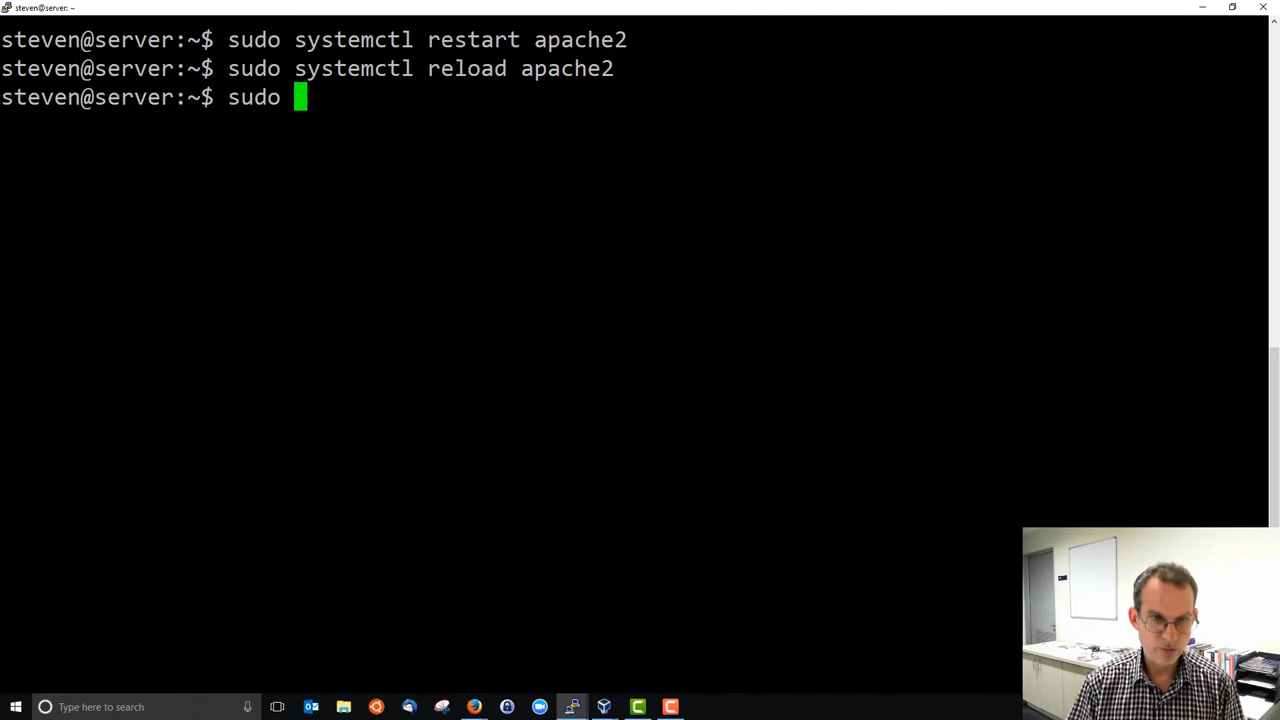 steven@server: ~
steven@server:~$ sudo systemctl restart apache2
steven@server:~$ sudo systemctl reload apache2
steven@server:~$ sudo
Type here to search